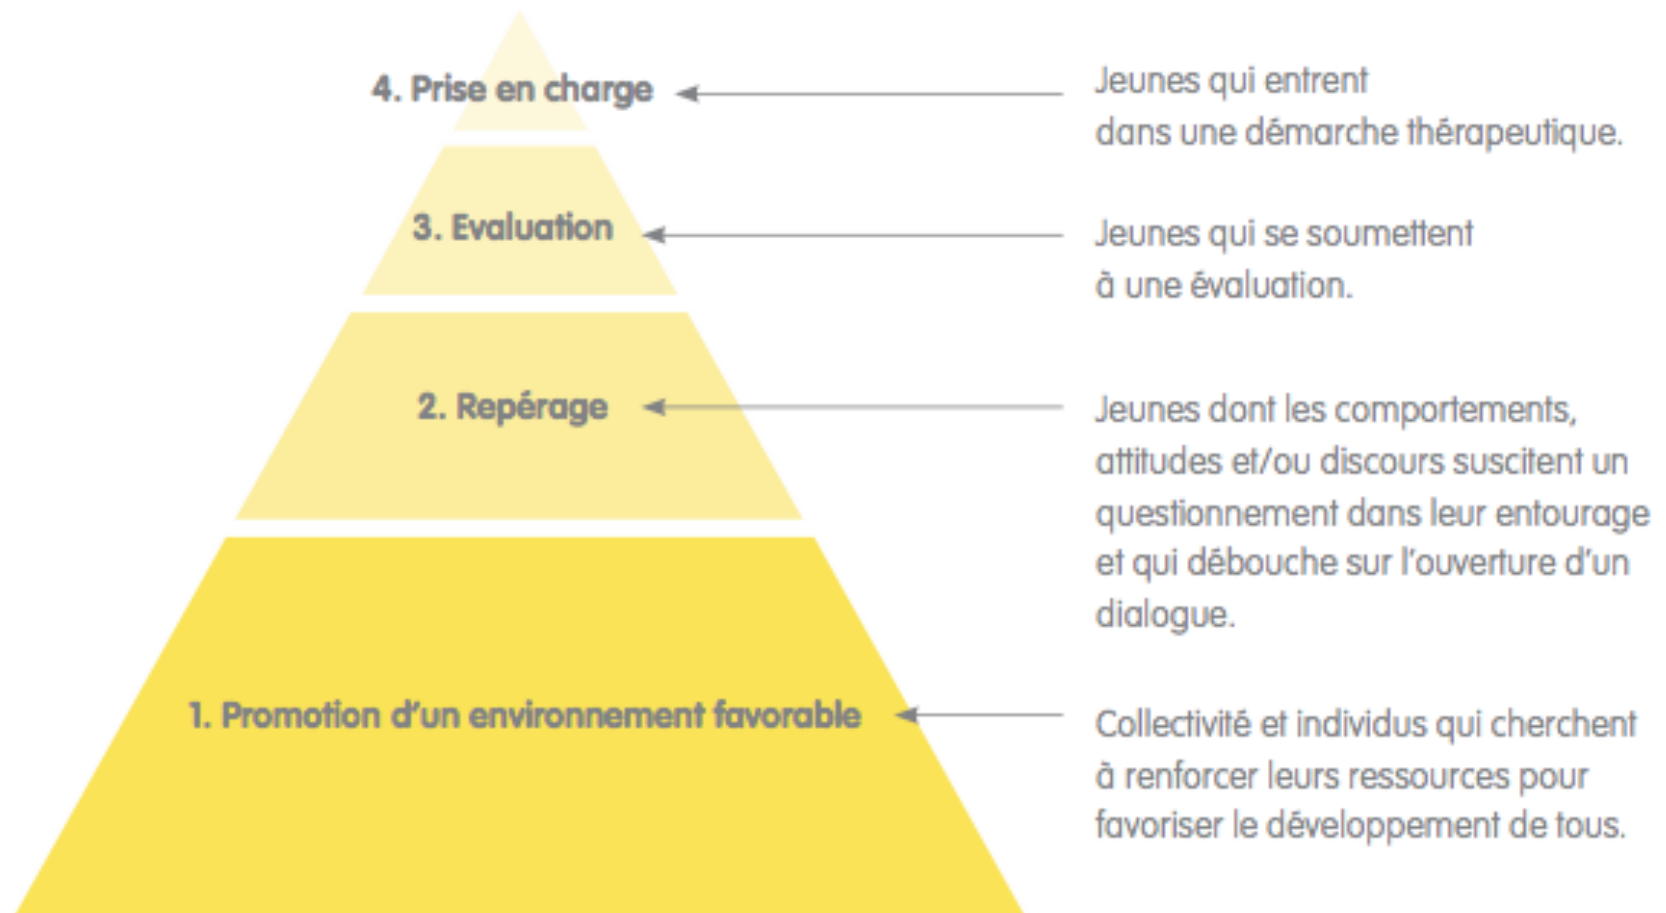 4. Prise en charge
Jeunes qui entrent
dans une démarche thérapeutique.
3. Evaluation
Jeunes qui se soumettent
à une évaluation.
2. Repérage
Jeunes dont les comportements,
attitudes et/ou discours suscitent un
questionnement dans leur entourage
et qui débouche sur l'ouverture d'un
dialogue.
1. Promotion d'un environnement favorable
Collectivité et individus qui cherchent
à renforcer leurs ressources pour
favoriser le développement de tous.